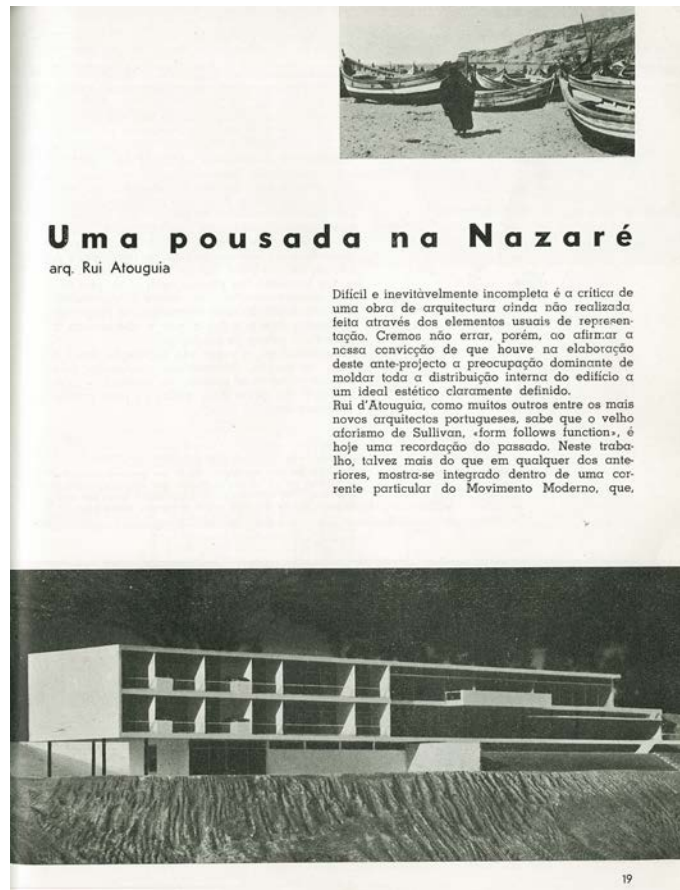 Uma pousada na Nazaré
arq. Rui Atouguia
Difícil e inevitàvelmente incompleta é a crítica de
uma obra de arquitectura ainda não realizada,
feita através dos elementos usuais de represen-
tação. Cremos não errar, porém, ao afirmar a
nossa convicção de que houve na elaboração
deste ante-projecto a preocupação dominante de
moldar toda a distribuição interna do edifício a
um ideal estético claramente definido.
Rui d'Atouguia, como muitos outros entre os mais
novos arquitectos portugueses, sabe que o velho
aforismo de Sullivan, «form follows function», é
hoje uma recordação do passado. Neste traba-
lho, talvez mais do que em qualquer dos ante-
riores, mostra-se integrado dentro de uma cor-
rente particular do Movimento Moderno, que,
19